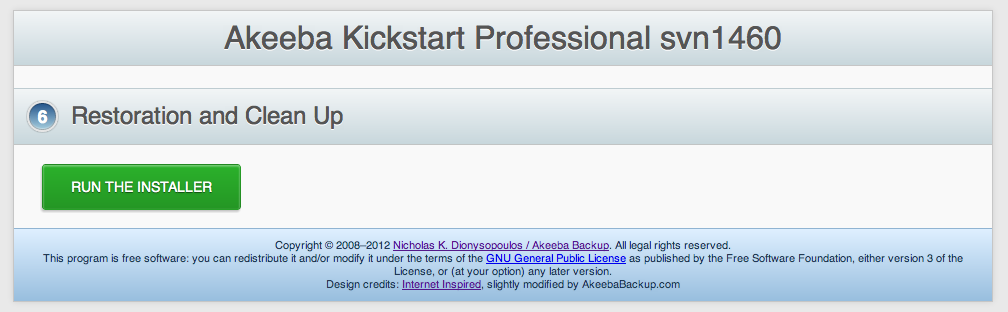 Akeeba Kickstart Professional svn1460
6 Restoration and Clean Up
RUN THE INSTALLER
Copyright © 2008–2012 Nicholas K. Dionysopoulos / Akeeba Backup. All legal rights reserved.
This program is free software: you can redistribute it and/or modify it under the terms of the GNU General Public License as published by the Free Software Foundation, either version 3 of the
License, or (at your option) any later version.
Design credits: Internet Inspired, slightly modified by AkeebaBackup.com